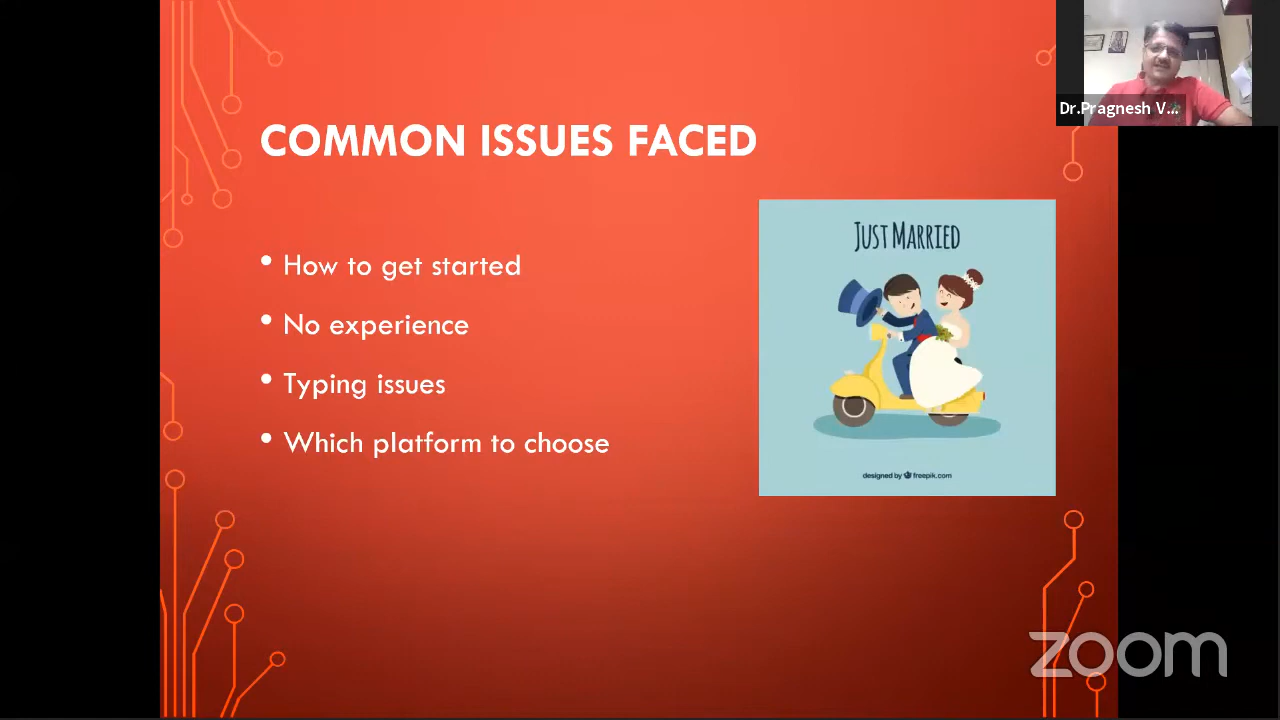 Dr.Pragnesh V...
COMMON ISSUES FACED
• How to get started
• No experience
• Typing issues
• Which platform to choose
JUST MARRIED
designed by freepik.com
zoom